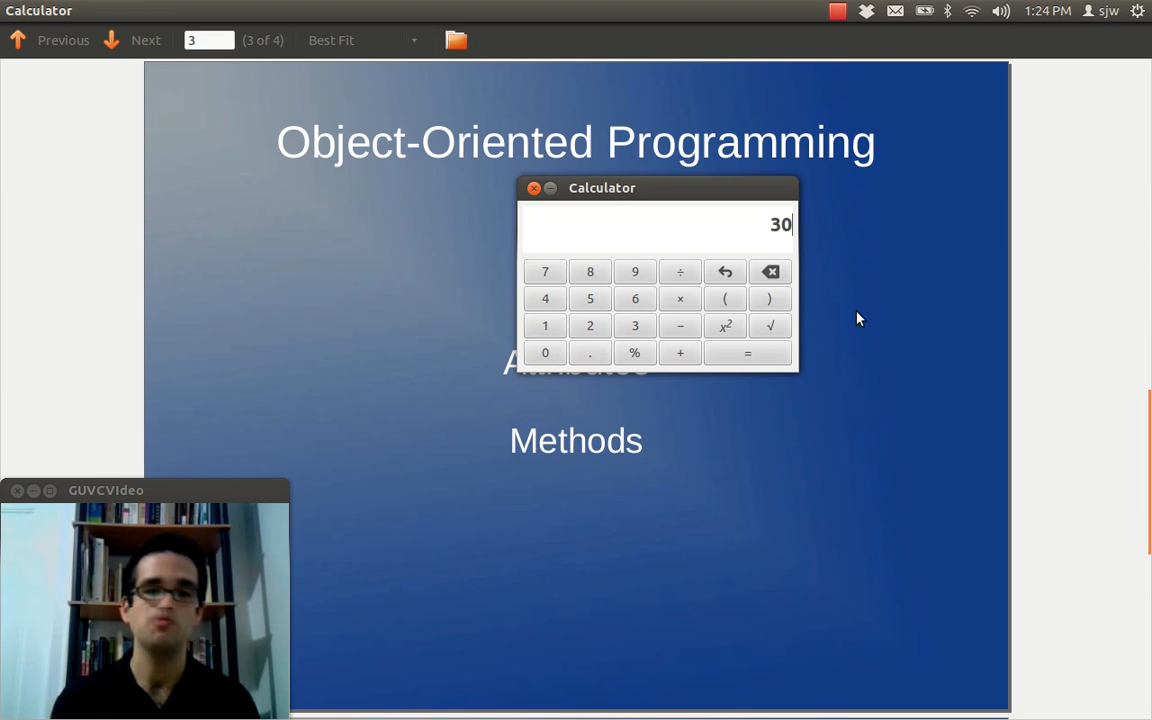 Calculator
1:24 PM sjw
Previous Next 3 (3 of 4) Best Fit
Object-Oriented Programming
Calculator
30
7 8 9 ÷
4 5 6 × ( )
1 2 3 − x² √
0 . % + =
Attributes
Methods
GUVCVIdeo